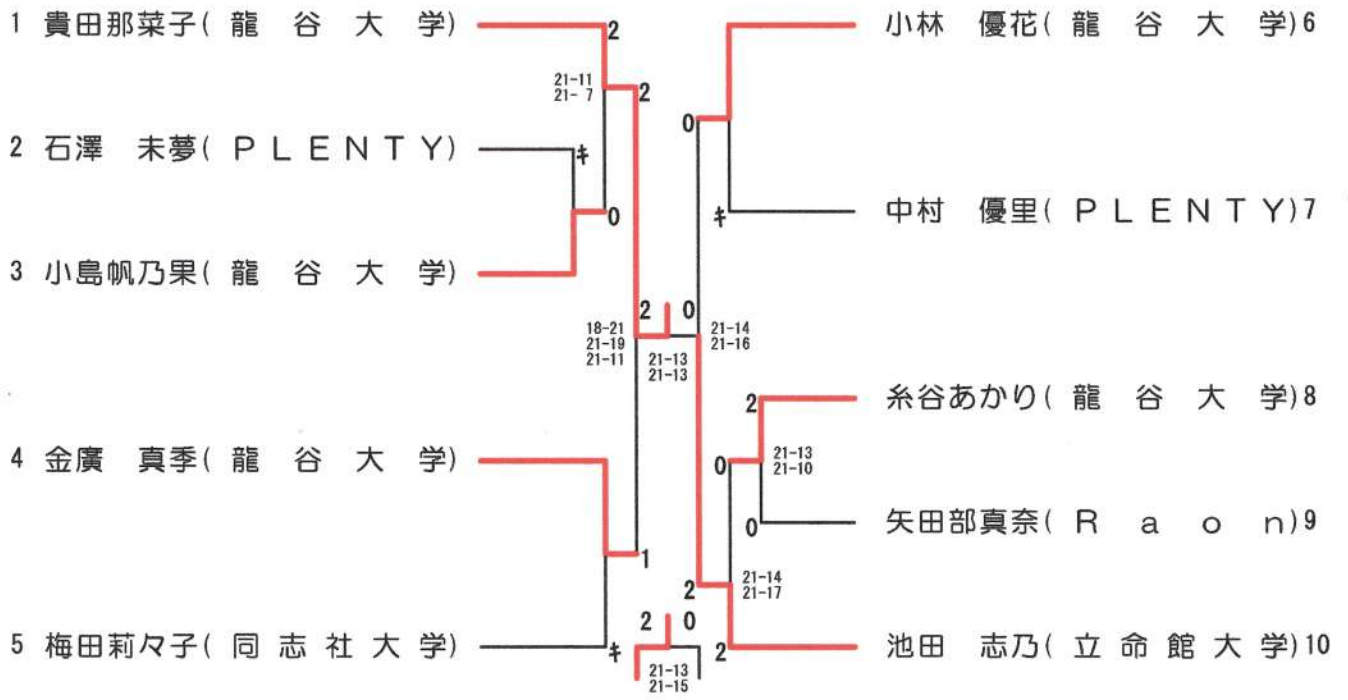 1 貴田那菜子( 龍 谷 大 学)
2
21-11
21- 7
2
2 石澤 未夢( P L E N T Y)
キ
0
3 小島帆乃果( 龍 谷 大 学)
2 0
18-21
21-19
21-11
21-13
21-13
4 金廣 真季( 龍 谷 大 学)
1
5 梅田莉々子( 同 志 社 大 学)
キ
2 0
21-13
21-15
小林 優花( 龍 谷 大 学)6
0
キ
中村 優里( P L E N T Y)7
21-14
21-16
2
糸谷あかり( 龍 谷 大 学)8
0
21-13
21-10
0
矢田部真奈( R a o n)9
2
21-14
21-17
2
池田 志乃( 立 命 館 大 学)10